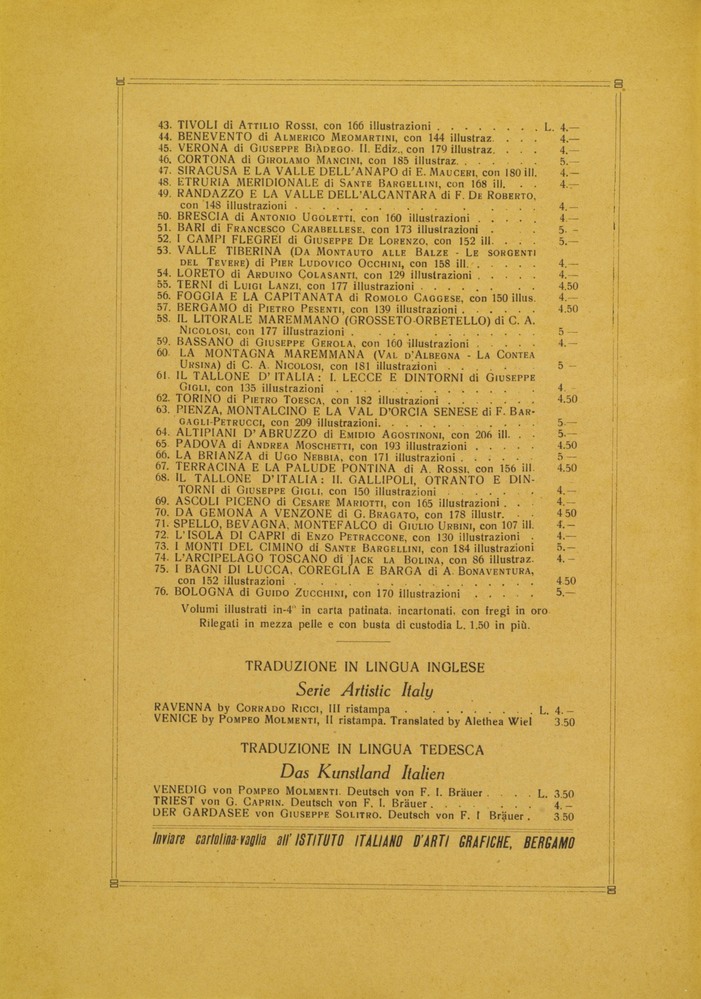 43. TIVOLI di ATTILIO ROSSI, con 166 illustrazioni . . . . . . . . L. 4.—
44. BENEVENTO di ALMERICO MEOMARTINI, con 144 illustraz. . . . 4.—
45. VERONA di GIUSEPPE BIADEGO. II. Ediz., con 179 illustraz. . . . 4.—
46. CORTONA di GIROLAMO MANCINI, con 185 illustraz. . . . . . 5.—
47. SIRACUSA E LA VALLE DELL'ANAPO di E. MAUCERI, con 180 ill. 4.—
48. ETRURIA MERIDIONALE di SANTE BARGELLINI, con 168 ill. . . 4.—
49. RANDAZZO E LA VALLE DELL'ALCANTARA di F. DE ROBERTO,
con 148 illustrazioni . . . . . . . . . . . . . . 4.—
50. BRESCIA di ANTONIO UGOLETTI, con 160 illustrazioni . . . . . 4.—
51. BARI di FRANCESCO CARABELLESE, con 173 illustrazioni . . . 5.-
52. I CAMPI FLEGREI di GIUSEPPE DE LORENZO, con 152 ill. . . . 5.—
53. VALLE TIBERINA (DA MONTAUTO ALLE BALZE - LE SORGENTI
DEL TEVERE) di PIER LUDOVICO OCCHINI, con 158 ill. . . . . . 4.—
54. LORETO di ARDUINO COLASANTI, con 129 illustrazioni . . . . . 4.—
55. TERNI di LUIGI LANZI, con 177 illustrazioni . . . . . . . 4.50
56. FOGGIA E LA CAPITANATA di ROMOLO CAGGESE, con 150 illus. 4.—
57. BERGAMO di PIETRO PESENTI, con 139 illustrazioni . . . . . . 4.50
58. IL LITORALE MAREMMANO (GROSSETO-ORBETELLO) di C. A.
NICOLOSI, con 177 illustrazioni . . . . . . . . . . 5—
59. BASSANO di GIUSEPPE GEROLA, con 160 illustrazioni . . . . . 4.—
60. LA MONTAGNA MAREMMANA (VAL D'ALBEGNA - LA CONTEA
URSINA) di C. A. NICOLOSI, con 181 illustrazioni . . . . . 5 -
61. IL TALLONE D'ITALIA: I. LECCE E DINTORNI di GIUSEPPE
GIGLI, con 135 illustrazioni . . . . . . . . . . 4
62. TORINO di PIETRO TOESCA, con 182 illustrazioni . . . . . . . 4.50
63. PIENZA, MONTALCINO E LA VAL D'ORCIA SENESE di F. BAR-
GAGLI-PETRUCCI, con 209 illustrazioni. . . . . . . . . 5.—
64. ALTIPIANI D'ABRUZZO di EMIDIO AGOSTINONI, con 206 ill. . . 5.—
65. PADOVA di ANDREA MOSCHETTI, con 193 illustrazioni . . . . . 4.50
66. LA BRIANZA di UGO NEBBIA, con 171 illustrazioni . . . . . . 5 —
67. TERRACINA E LA PALUDE PONTINA di A. ROSSI, con 156 ill. 4.50
68. IL TALLONE D'ITALIA: II. GALLIPOLI, OTRANTO E DIN-
TORNI di GIUSEPPE GIGLI, con 150 illustrazioni . . . . . . 4.—
69. ASCOLI PICENO di CESARE MARIOTTI, con 165 illustrazioni . . . 4.—
70. DA GEMONA A VENZONE di G. BRAGATO, con 178 illustr. . . 4 50
71. SPELLO, BEVAGNA, MONTEFALCO di GIULIO URBINI, con 107 ill. 4.—
72. L'ISOLA DI CAPRI di ENZO PETRACCONE, con 130 illustrazioni . 4.—
73. I MONTI DEL CIMINO di SANTE BARGELLINI, con 184 illustrazioni 5.—
74. L'ARCIPELAGO TOSCANO di JACK LA BOLINA, con 86 illustraz. 4.—
75. I BAGNI DI LUCCA, COREGLIA E BARGA di A. BONAVENTURA,
con 152 illustrazioni . . . . . . . . . . . . . . 4 50
76. BOLOGNA di GUIDO ZUCCHINI, con 170 illustrazioni . . . . . 5.—
Volumi illustrati in-4° in carta patinata, incartonati, con fregi in oro
Rilegati in mezza pelle e con busta di custodia L. 1,50 in più.
TRADUZIONE IN LINGUA INGLESE
Serie Artistic Italy
RAVENNA by CORRADO RICCI, III ristampa . . . . . . . . L. 4.—
VENICE by POMPEO MOLMENTI, II ristampa. Translated by Alethea Wiel 3.50
TRADUZIONE IN LINGUA TEDESCA
Das Kunstland Italien
VENEDIG von POMPEO MOLMENTI. Deutsch von F. I. Bräuer . . . . L. 3.50
TRIEST von G. CAPRIN. Deutsch von F. I. Bräuer . . . . . . . 4.—
DER GARDASEE von GIUSEPPE SOLITRO. Deutsch von F. I Bräuer . 3 50
Inviare cartolina-vaglia all' ISTITUTO ITALIANO D'ARTI GRAFICHE, BERGAMO